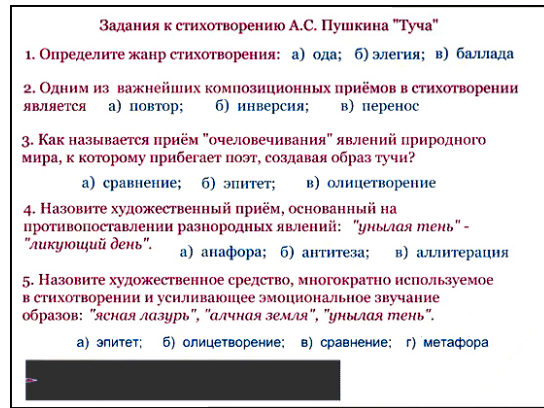 Задания к стихотворению А.С. Пушкина "Туча"
1. Определите жанр стихотворения: а) ода; б) элегия; в) баллада
2. Одним из важнейших композиционных приёмов в стихотворении
является а) повтор; б) инверсия; в) перенос
3. Как называется приём "очеловечивания" явлений природного
мира, к которому прибегает поэт, создавая образ тучи?
а) сравнение; б) эпитет; в) олицетворение
4. Назовите художественный приём, основанный на
противопоставлении разнородных явлений: "унылая тень" -
"ликующий день". а) анафора; б) антитеза; в) аллитерация
5. Назовите художественное средство, многократно используемое
в стихотворении и усиливающее эмоциональное звучание
образов: "ясная лазурь", "алчная земля", "унылая тень".
а) эпитет; б) олицетворение; в) сравнение; г) метафора